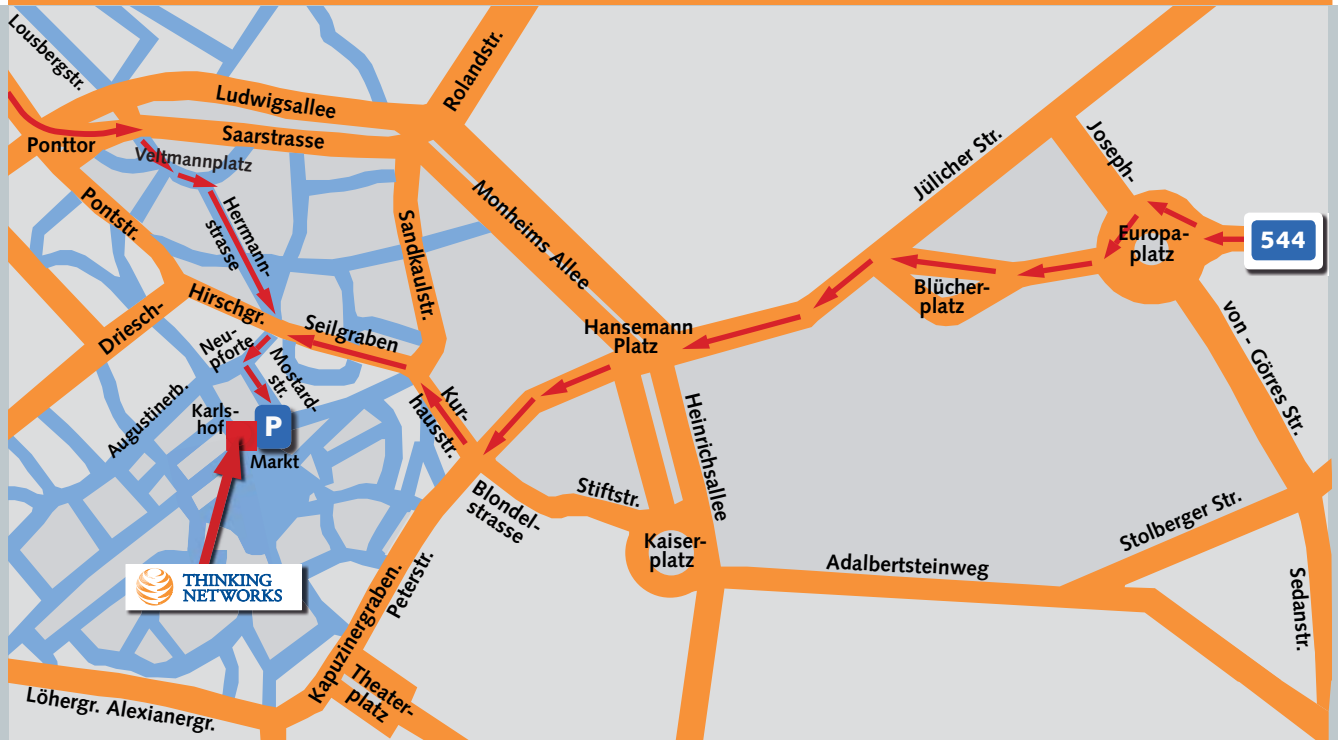 Lousbergstr.
Rolandstr.
Ludwigsallee
Saarstrasse
Ponttor
Veltmannplatz
Pontstr.
Herrmann-
strasse
Sandkaulstr.
Monheims Allee
Jülicher Str.
Joseph-
Europa-
platz
544
Blücher-
platz
von - Görres Str.
Driesch-
Hirschgr.
Seilgraben
Neu-
pforte
Mostard-
str.
Hansemann
Platz
Augustinerb.
Karls-
hof
P
Markt
Kur-
hausstr.
Heinrichsallee
Blondel-
strasse
Stiftstr.
Kaiser-
platz
Adalbertsteinweg
Stolberger Str.
Sedanstr.
THINKING
NETWORKS
Kapuzinergraben.
Peterstr.
Theater-
platz
Löhergr. Alexianergr.